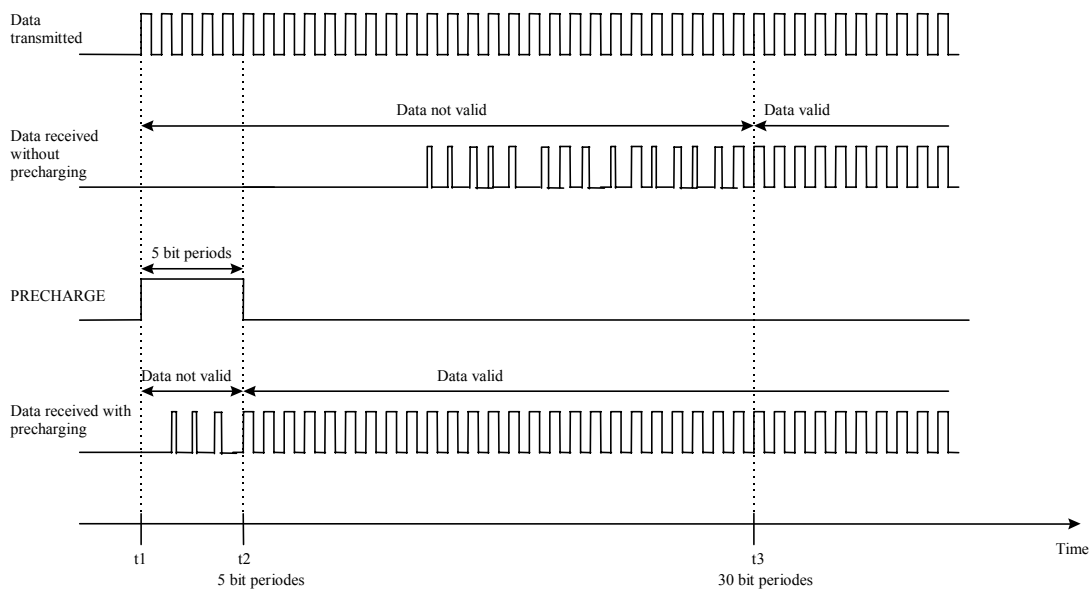 Data
transmitted
Data not valid
Data valid
Data received
without
precharging
5 bit periods
PRECHARGE
Data not valid
Data valid
Data received with
precharging
t1
t2
t3
Time
5 bit periodes
30 bit periodes